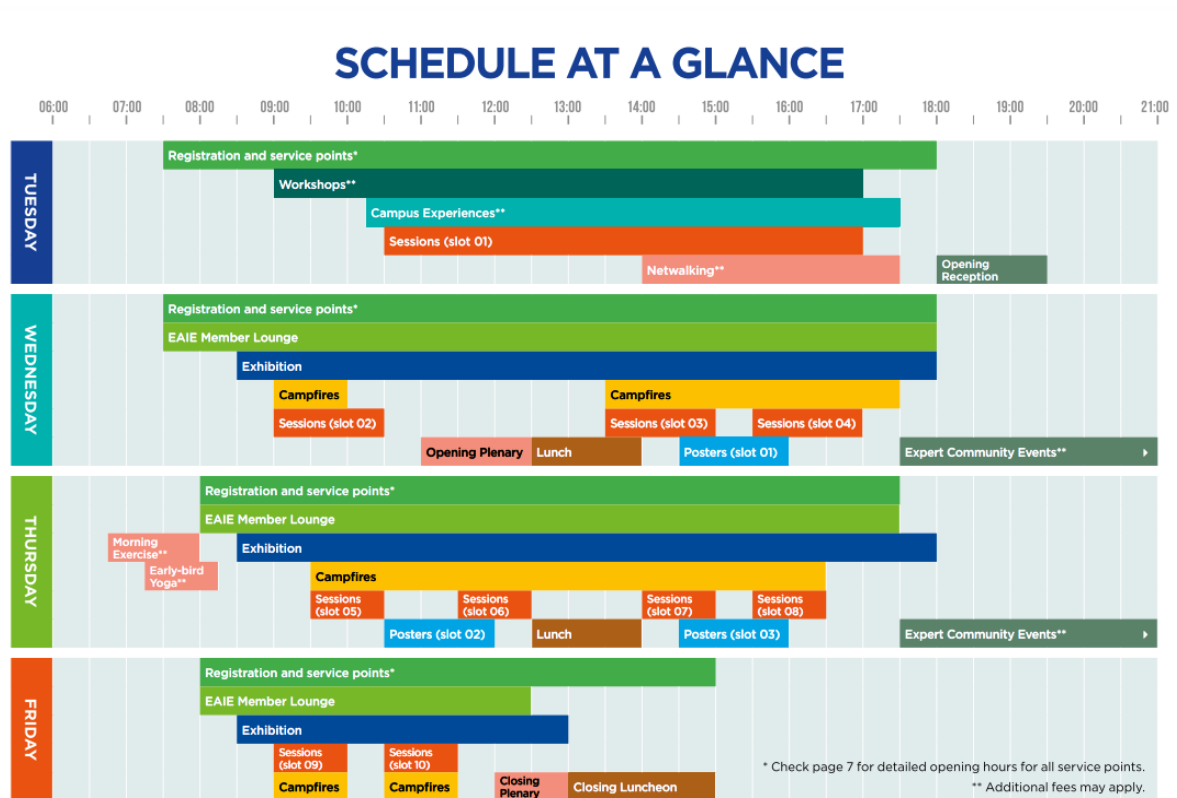 SCHEDULE AT A GLANCE
06:00 07:00 08:00 09:00 10:00 11:00 12:00 13:00 14:00 15:00 16:00 17:00 18:00 19:00 20:00 21:00
TUESDAY
Registration and service points*
Workshops**
Campus Experiences**
Sessions (slot 01)
Netwalking**
Opening
Reception
WEDNESDAY
Registration and service points*
EAIE Member Lounge
Exhibition
Campfires
Campfires
Sessions (slot 02)
Sessions (slot 03)
Sessions (slot 04)
Opening Plenary
Lunch
Posters (slot 01)
Expert Community Events**
THURSDAY
Registration and service points*
EAIE Member Lounge
Morning
Exercise**
Exhibition
Early-bird
Yoga**
Campfires
Sessions
(slot 05)
Sessions
(slot 06)
Sessions
(slot 07)
Sessions
(slot 08)
Posters (slot 02)
Lunch
Posters (slot 03)
Expert Community Events**
FRIDAY
Registration and service points*
EAIE Member Lounge
Exhibition
Sessions
(slot 09)
Sessions
(slot 10)
Campfires
Campfires
Closing
Plenary
Closing Luncheon
* Check page 7 for detailed opening hours for all service points.
** Additional fees may apply.